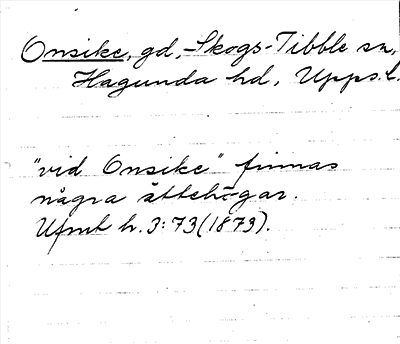 Onsike, gd, Skogs-Tibble sn,
Hagunda hd, Upps. l.
"vid Onsike" finnas
några ättehögar.
Ufmt h. 3:73 (1873).